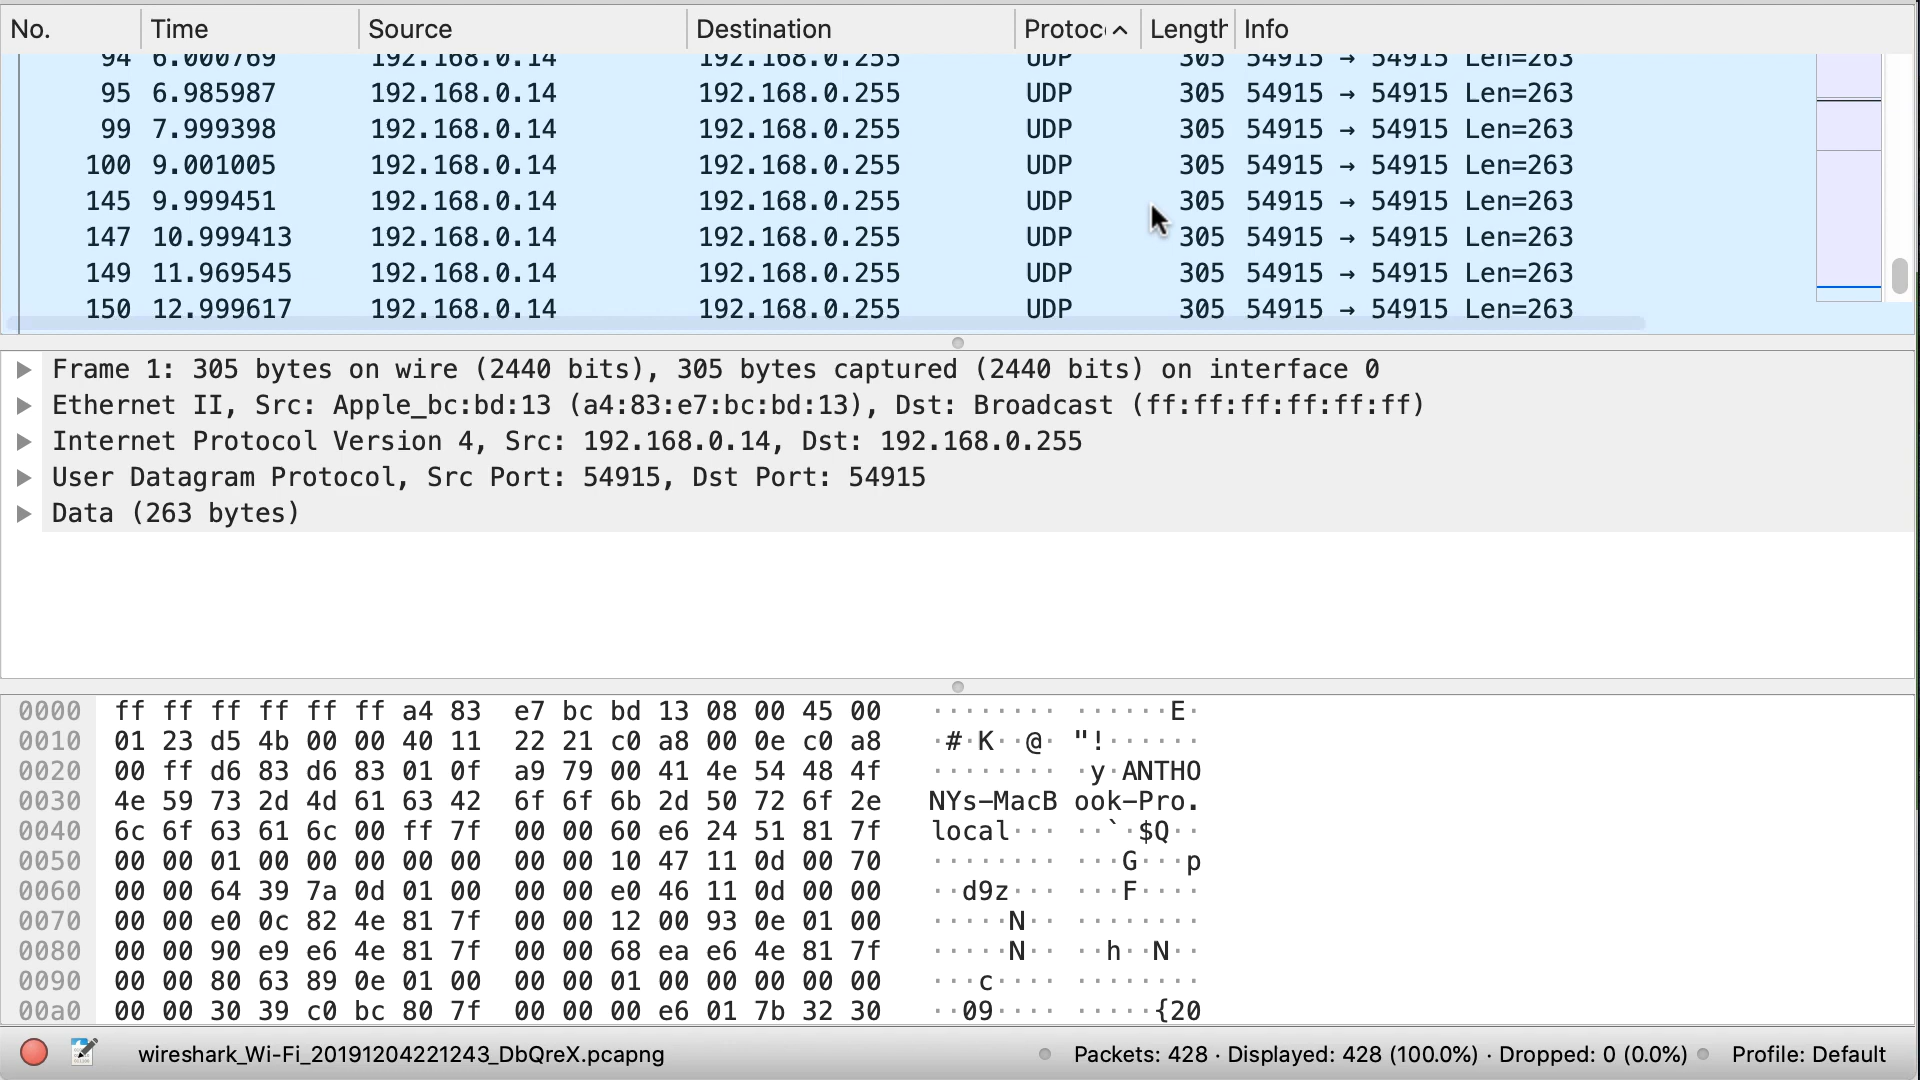 No. Time Source Destination Protoc Length Info
94 6.000769 192.168.0.14 192.168.0.255 UDP 305 54915 → 54915 Len=263
95 6.985987 192.168.0.14 192.168.0.255 UDP 305 54915 → 54915 Len=263
99 7.999398 192.168.0.14 192.168.0.255 UDP 305 54915 → 54915 Len=263
100 9.001005 192.168.0.14 192.168.0.255 UDP 305 54915 → 54915 Len=263
145 9.999451 192.168.0.14 192.168.0.255 UDP 305 54915 → 54915 Len=263
147 10.999413 192.168.0.14 192.168.0.255 UDP 305 54915 → 54915 Len=263
149 11.969545 192.168.0.14 192.168.0.255 UDP 305 54915 → 54915 Len=263
150 12.999617 192.168.0.14 192.168.0.255 UDP 305 54915 → 54915 Len=263
Frame 1: 305 bytes on wire (2440 bits), 305 bytes captured (2440 bits) on interface 0
Ethernet II, Src: Apple_bc:bd:13 (a4:83:e7:bc:bd:13), Dst: Broadcast (ff:ff:ff:ff:ff:ff)
Internet Protocol Version 4, Src: 192.168.0.14, Dst: 192.168.0.255
User Datagram Protocol, Src Port: 54915, Dst Port: 54915
Data (263 bytes)
0000 ff ff ff ff ff ff a4 83 e7 bc bd 13 08 00 45 00 ········ ······E·
0010 01 23 d5 4b 00 00 40 11 22 21 c0 a8 00 0e c0 a8 ·#·K··@· "!······
0020 00 ff d6 83 d6 83 01 0f a9 79 00 41 4e 54 48 4f ········ ·y·ANTHO
0030 4e 59 73 2d 4d 61 63 42 6f 6f 6b 2d 50 72 6f 2e NYs-MacB ook-Pro.
0040 6c 6f 63 61 6c 00 ff 7f 00 00 60 e6 24 51 81 7f local··· ··`·$Q··
0050 00 00 01 00 00 00 00 00 00 00 10 47 11 0d 00 70 ········ ···G···p
0060 00 00 64 39 7a 0d 01 00 00 00 e0 46 11 0d 00 00 ··d9z··· ···F····
0070 00 00 e0 0c 82 4e 81 7f 00 00 12 00 93 0e 01 00 ·····N·· ········
0080 00 00 90 e9 e6 4e 81 7f 00 00 68 ea e6 4e 81 7f ·····N·· ··h··N··
0090 00 00 80 63 89 0e 01 00 00 00 01 00 00 00 00 00 ···c···· ········
00a0 00 00 30 39 c0 bc 80 7f 00 00 00 e6 01 7b 32 30 ··09···· ·····{20
wireshark_Wi-Fi_20191204221243_DbQreX.pcapng Packets: 428 · Displayed: 428 (100.0%) · Dropped: 0 (0.0%) Profile: Default